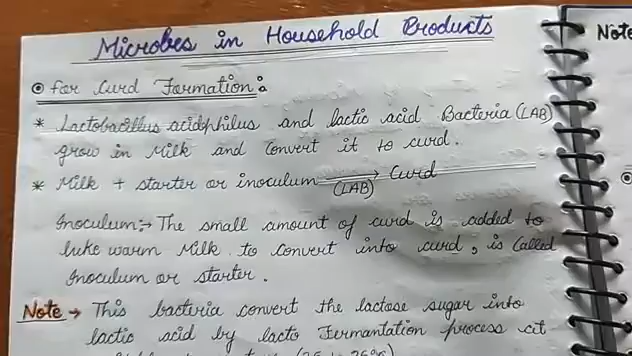 Microbes in Household Products
⊙ for Curd Formation:
* Lactobacillus acidphilus and lactic acid Bacteria (LAB)
grow in Milk and Convert it to curd.
* Milk + starter or inoculum → Curd
(LAB)
Inoculum:→ The small amount of curd is added to
luke warm Milk to Convert into curd, is Called
Inoculum or starter.
Note → This bacteria convert the lactose sugar into
lactic acid by lacto Fermantation process at
Note